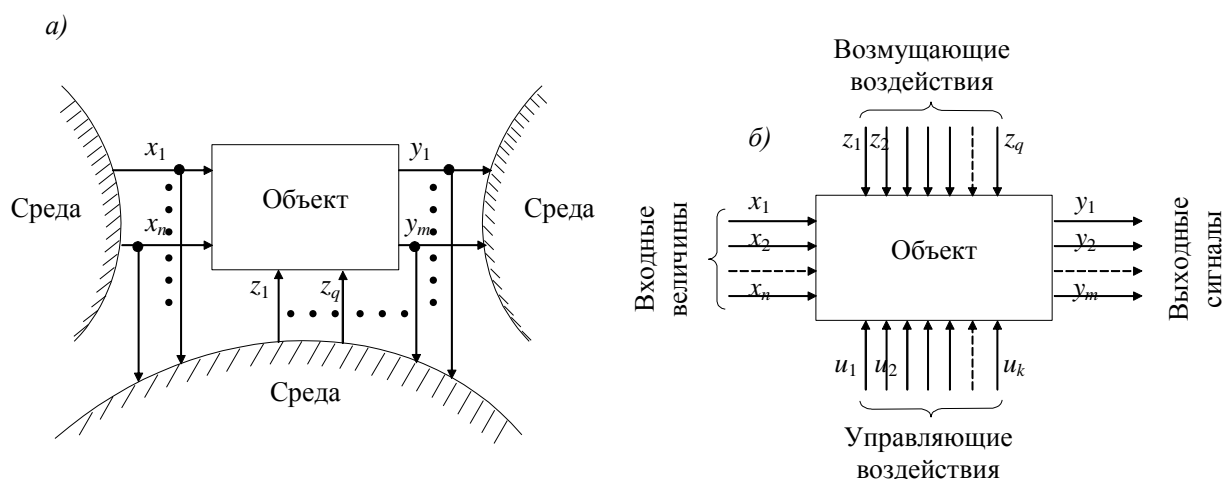 а)
x1
y1
Среда
Объект
Среда
xn
ym
z1
zq
Среда
б)
Возмущающие
воздействия
z1
z2
zq
Входные
величины
x1
x2
xn
Объект
y1
y2
ym
Выходные
сигналы
u1
u2
uk
Управляющие
воздействия